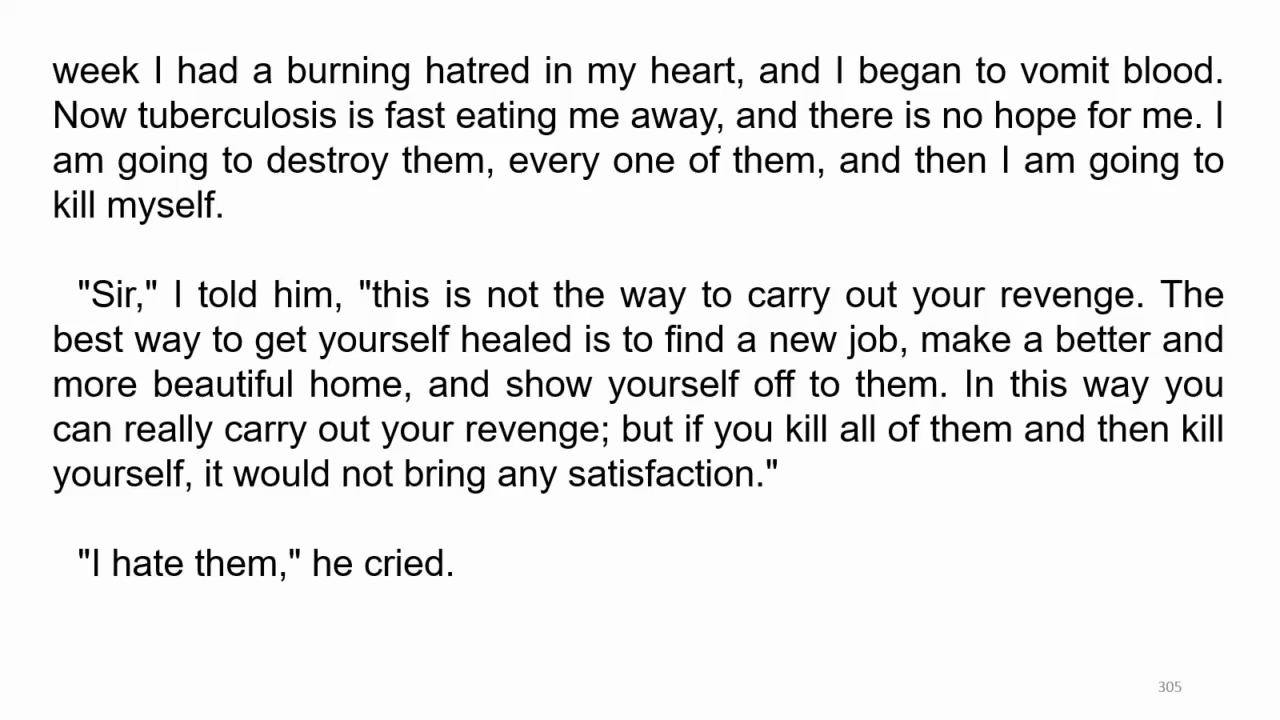 week I had a burning hatred in my heart, and I began to vomit blood.
Now tuberculosis is fast eating me away, and there is no hope for me. I
am going to destroy them, every one of them, and then I am going to
kill myself.
"Sir," I told him, "this is not the way to carry out your revenge. The
best way to get yourself healed is to find a new job, make a better and
more beautiful home, and show yourself off to them. In this way you
can really carry out your revenge; but if you kill all of them and then kill
yourself, it would not bring any satisfaction."
"I hate them," he cried.
305